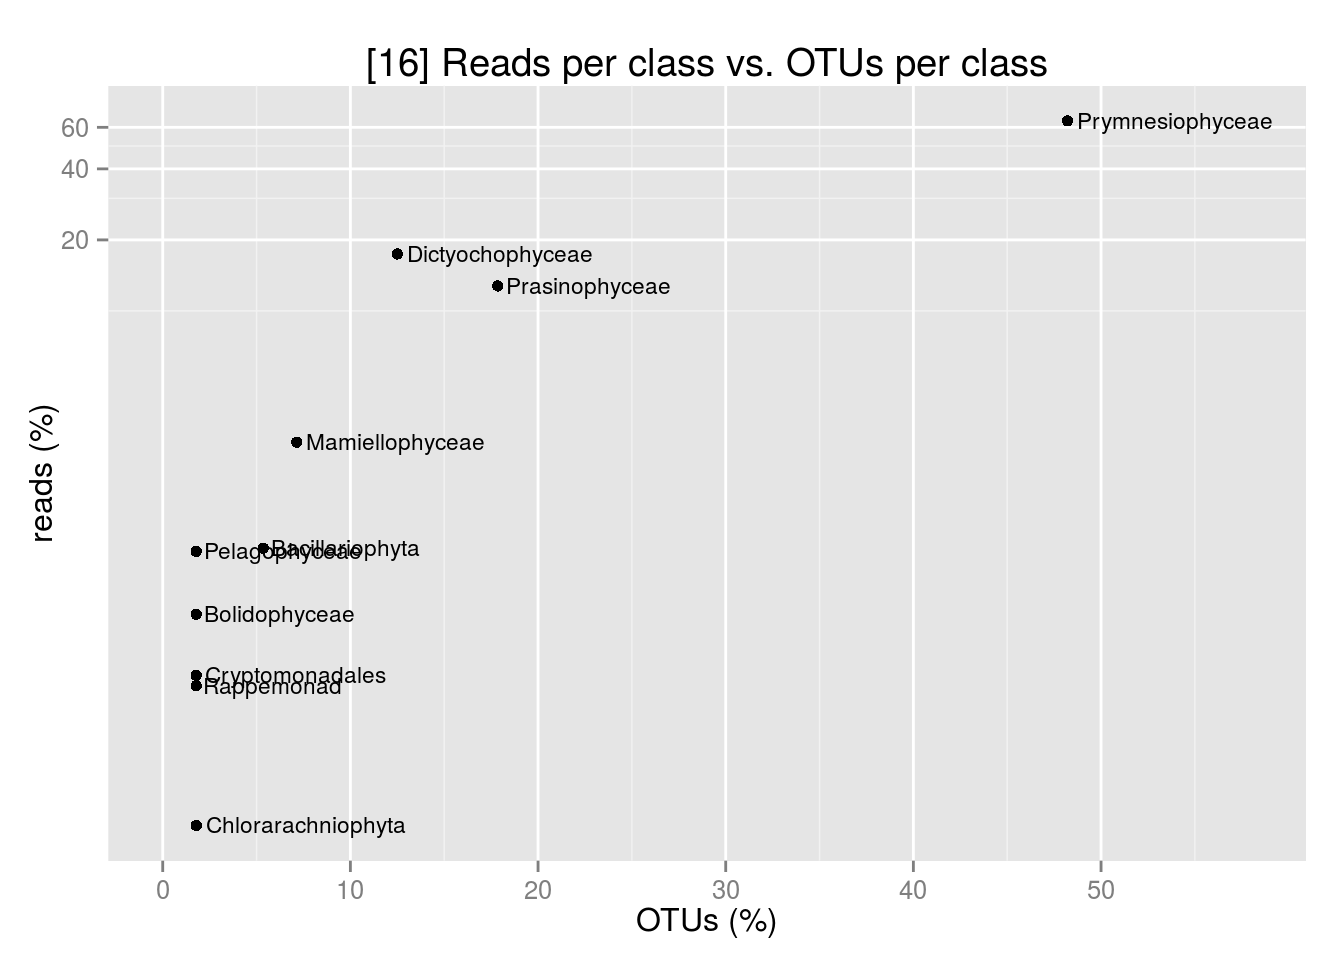 [16] Reads per class vs. OTUs per class
60
Prymnesiophyceae
40
20
Dictyochophyceae
Prasinophyceae
reads (%)
Mamiellophyceae
Bacillariophyta
Pelagophyceae
Bolidophyceae
Cryptomonadales
Rappemonad
Chlorarachniophyta
0 10 20 30 40 50
OTUs (%)